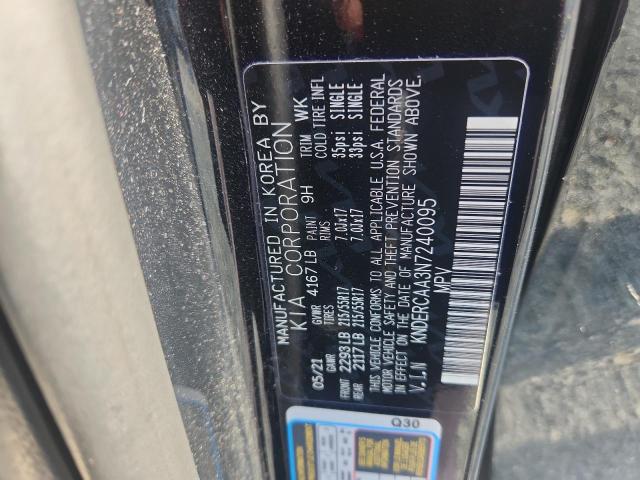 MANUFACTURED IN KOREA BY
KIA CORPORATION
05/21 GVWR 4167 LB PAINT 9H TRIM WK
GAWR TIRES RIMS COLD TIRE INFL
FRONT 2293 LB 215/55R17 7.0Jx17 35psi SINGLE
REAR 2117 LB 215/55R17 7.0Jx17 33psi SINGLE
THIS VEHICLE CONFORMS TO ALL APPLICABLE U.S.A. FEDERAL
MOTOR VEHICLE SAFETY AND THEFT PREVENTION STANDARDS
IN EFFECT ON THE DATE OF MANUFACTURE SHOWN ABOVE.
V.I.N KNDERCAA3N7240095
MPV
Q30